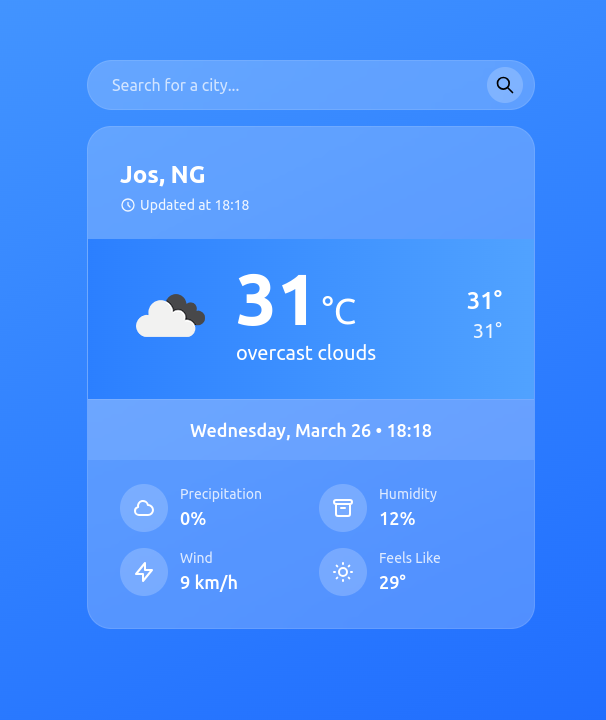 Search for a city...
Jos, NG
Updated at 18:18
31°C
31°
31°
overcast clouds
Wednesday, March 26 • 18:18
Precipitation
0%
Humidity
12%
Wind
9 km/h
Feels Like
29°